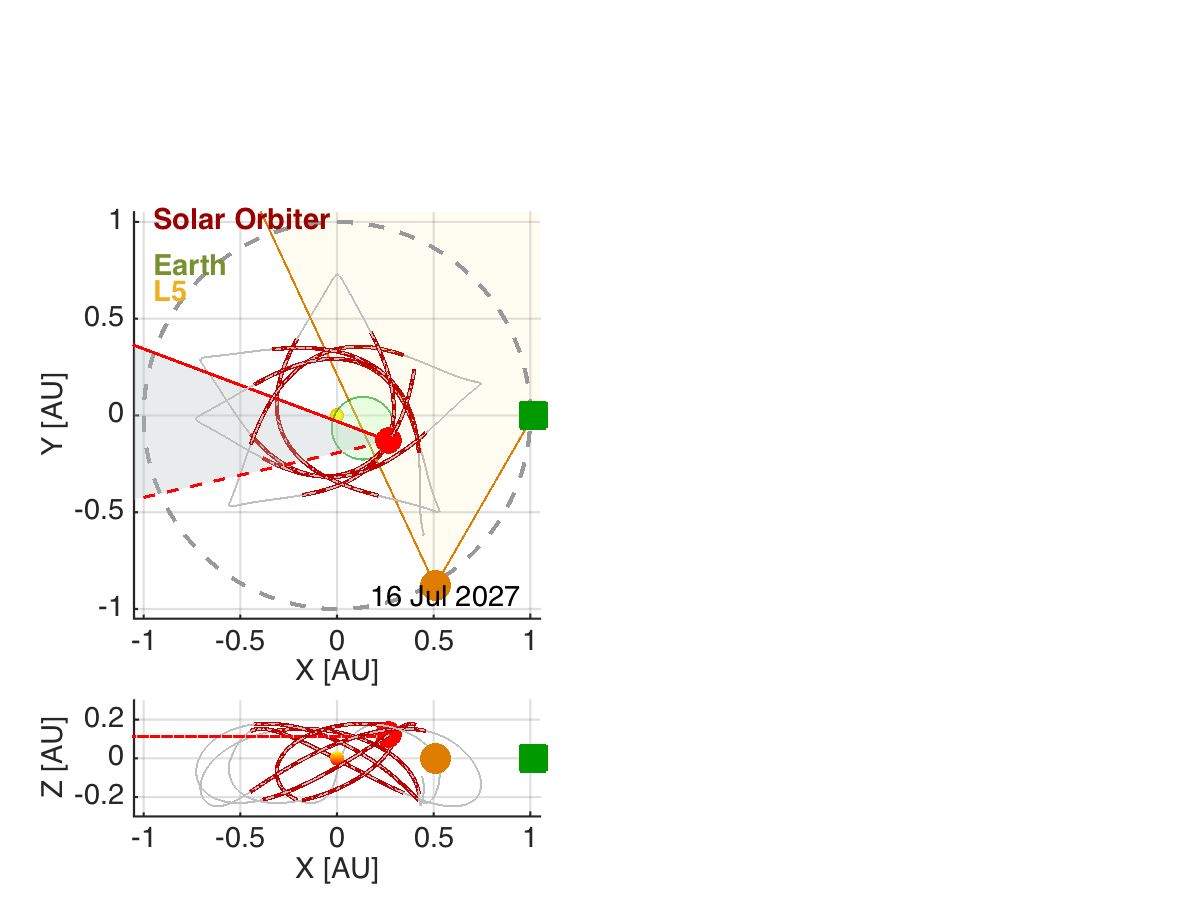 Solar Orbiter
Earth
L5
1
0.5
0
-0.5
-1
Y [AU]
16 Jul 2027
-1 -0.5 0 0.5 1
X [AU]
0.2
0
-0.2
Z [AU]
-1 -0.5 0 0.5 1
X [AU]